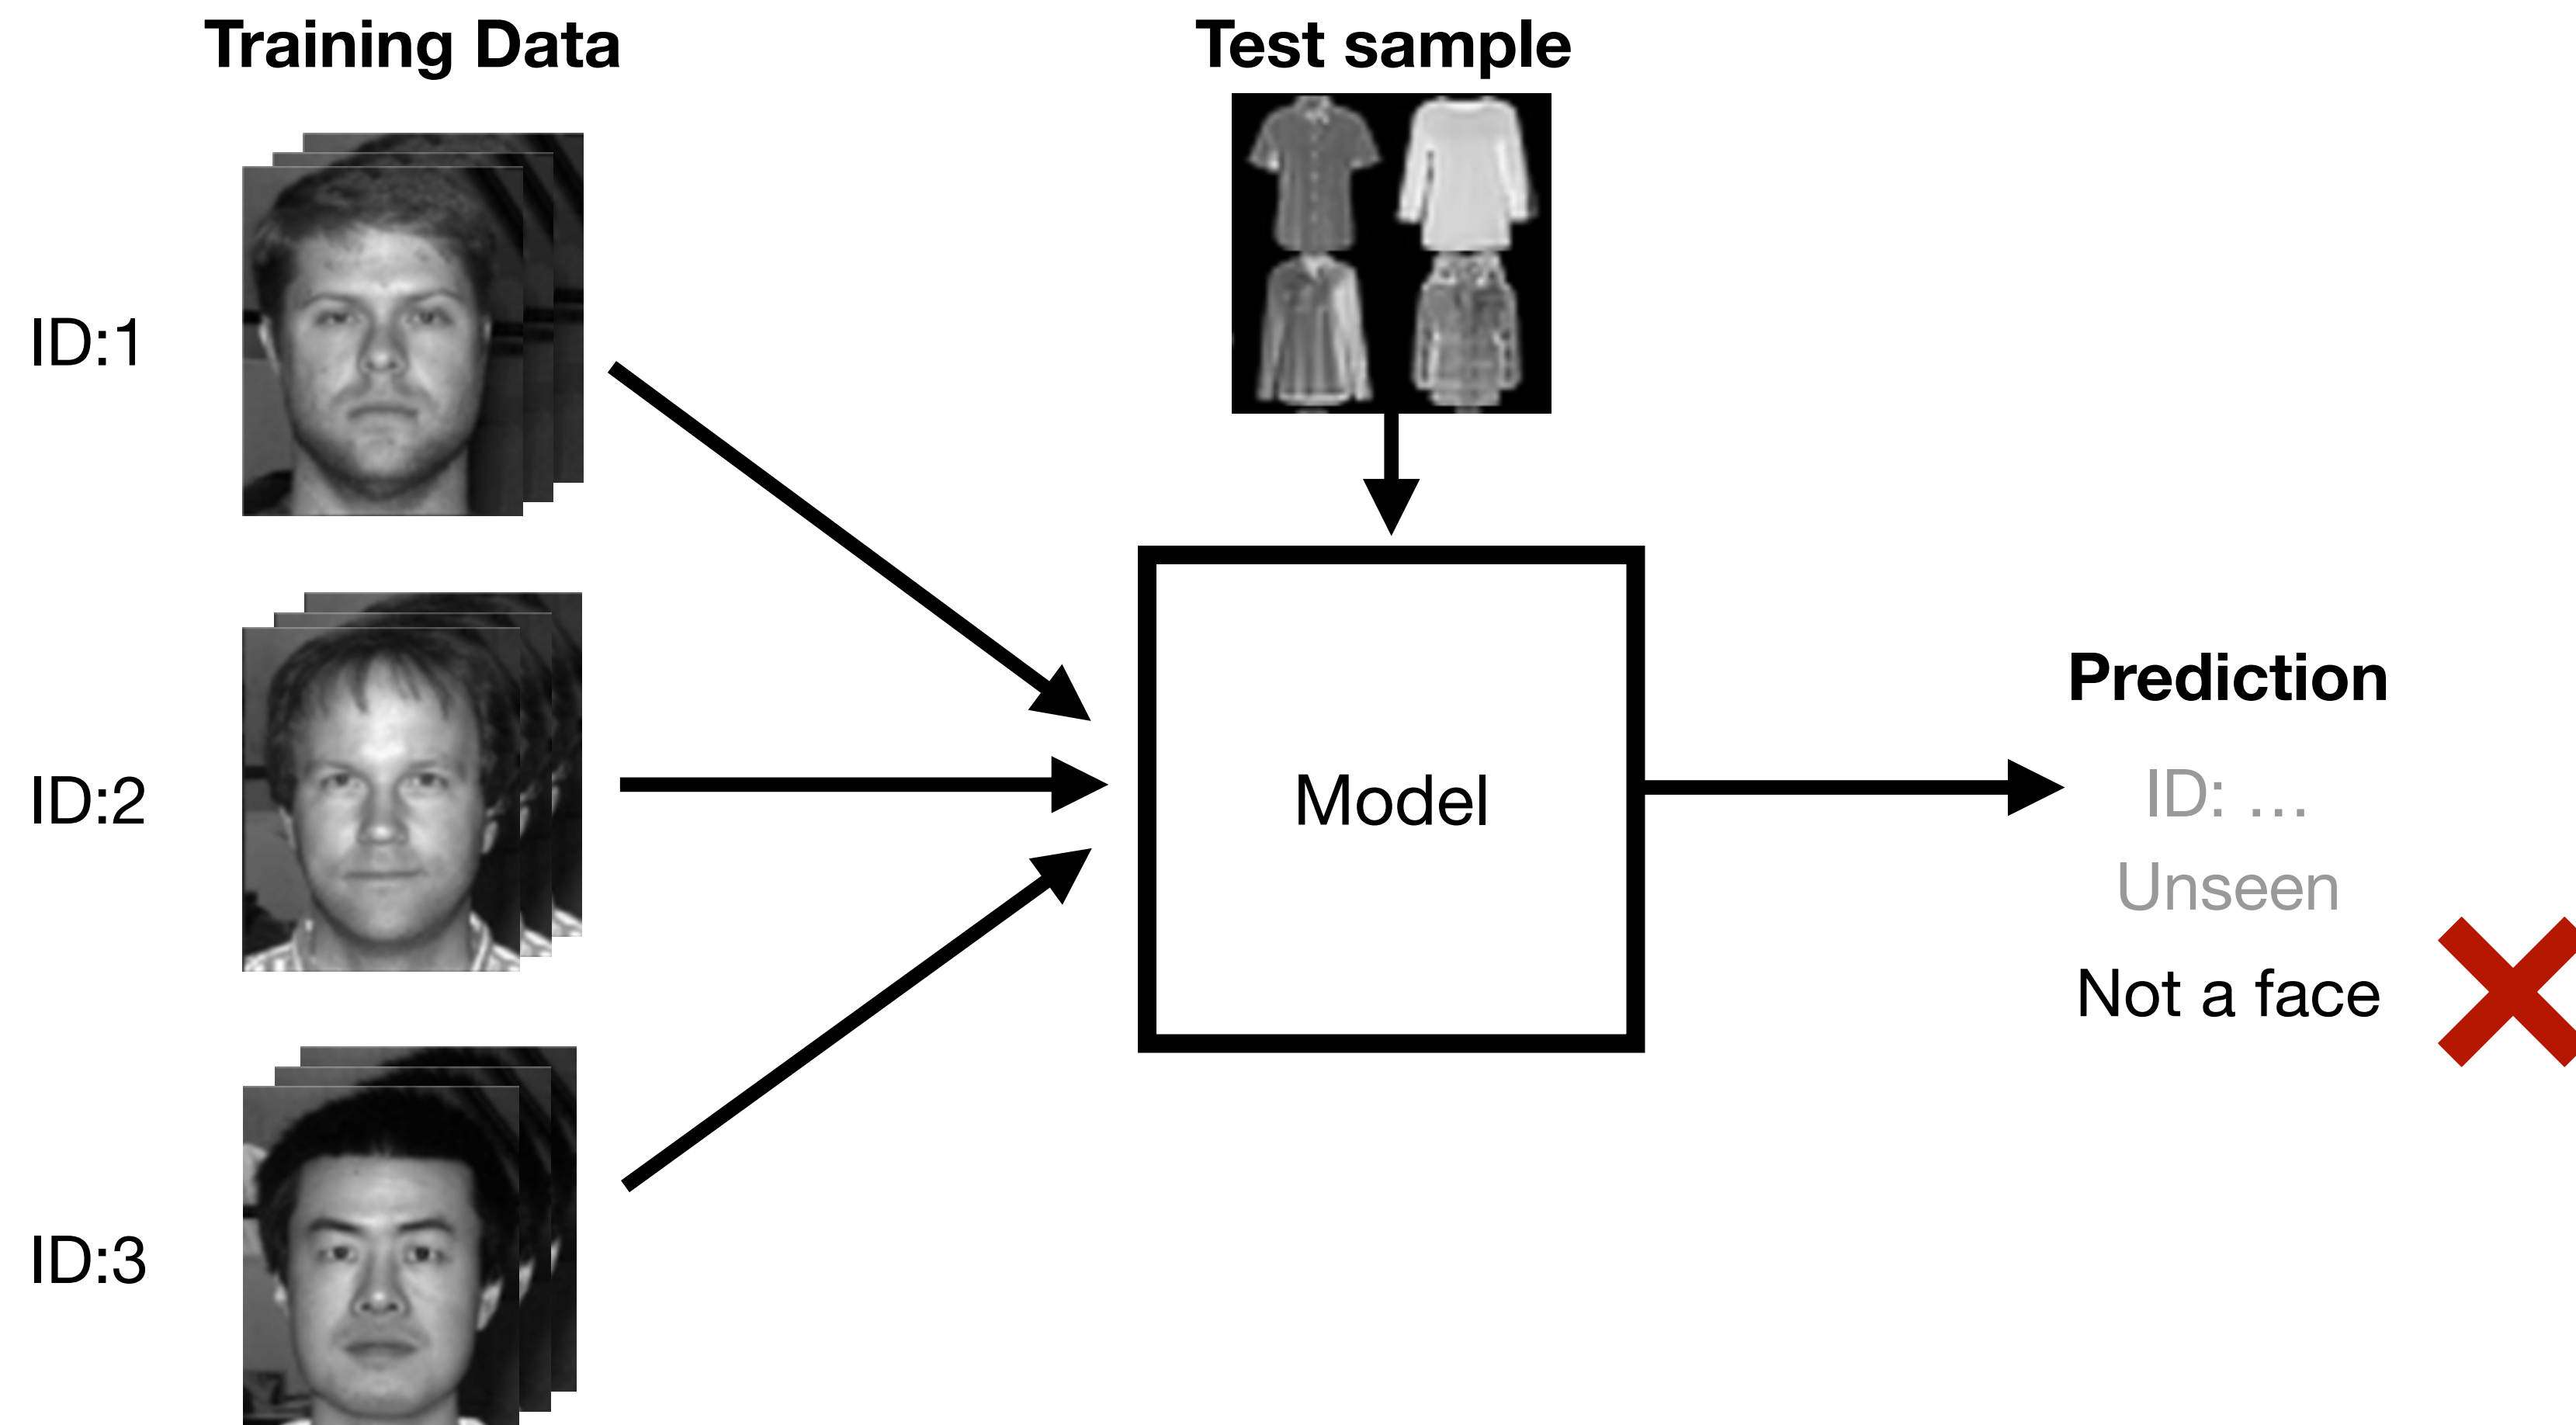 Training Data
Test sample
ID:1
ID:2
ID:3
Model
Prediction
ID: ...
Unseen
Not a face